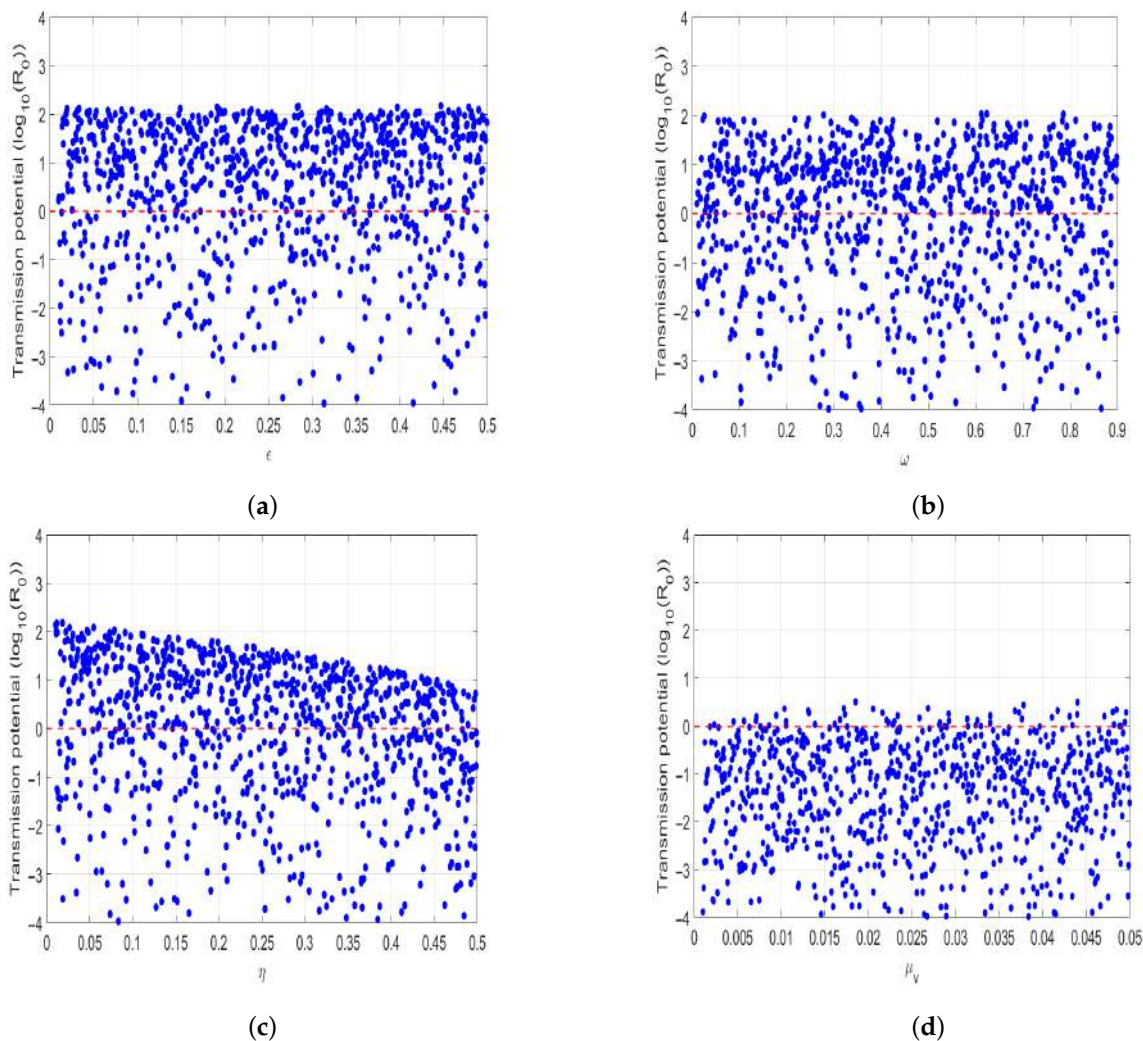 4
3
2
1
0
−1
−2
−3
−4
Transmission potential (log10(R0))
0 0.05 0.1 0.15 0.2 0.25 0.3 0.35 0.4 0.45 0.5
ϵ
(a)
4
3
2
1
0
−1
−2
−3
−4
Transmission potential (log10(R0))
0 0.1 0.2 0.3 0.4 0.5 0.6 0.7 0.8 0.9
ω
(b)
4
3
2
1
0
−1
−2
−3
−4
Transmission potential (log10(R0))
0 0.05 0.1 0.15 0.2 0.25 0.3 0.35 0.4 0.45 0.5
η
(c)
4
3
2
1
0
−1
−2
−3
−4
Transmission potential (log10(R0))
0 0.005 0.01 0.015 0.02 0.025 0.03 0.035 0.04 0.045 0.05
μv
(d)